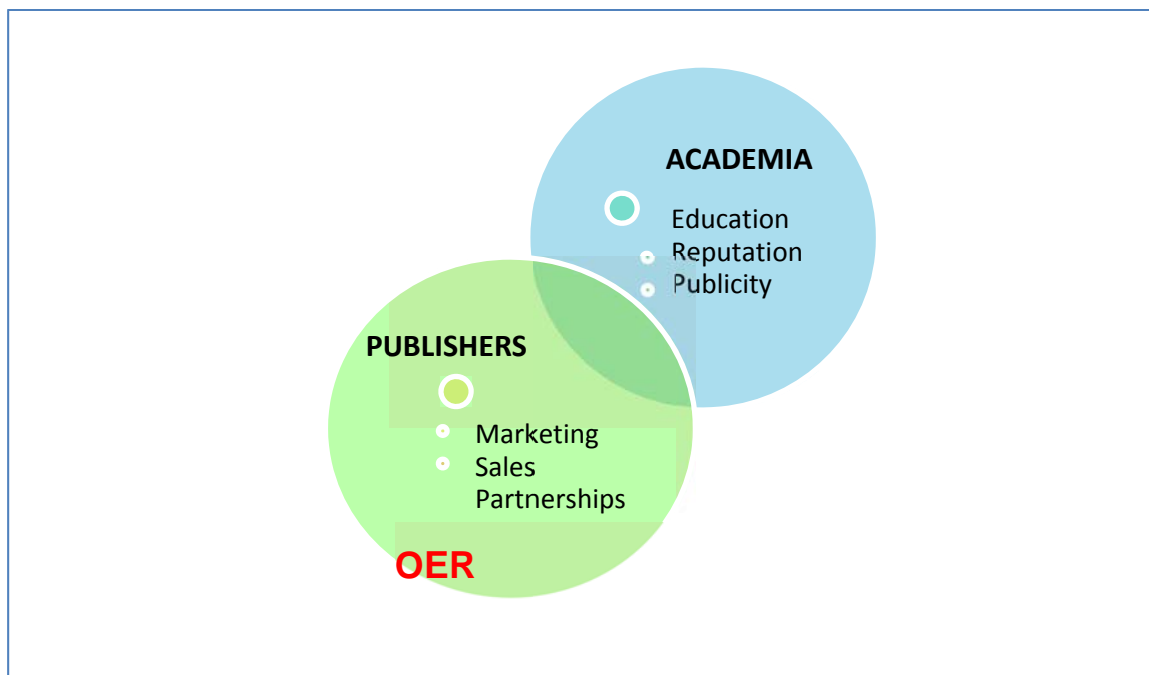 ACADEMIA
Education
Reputation
Publicity
PUBLISHERS
Marketing
Sales
Partnerships
OER